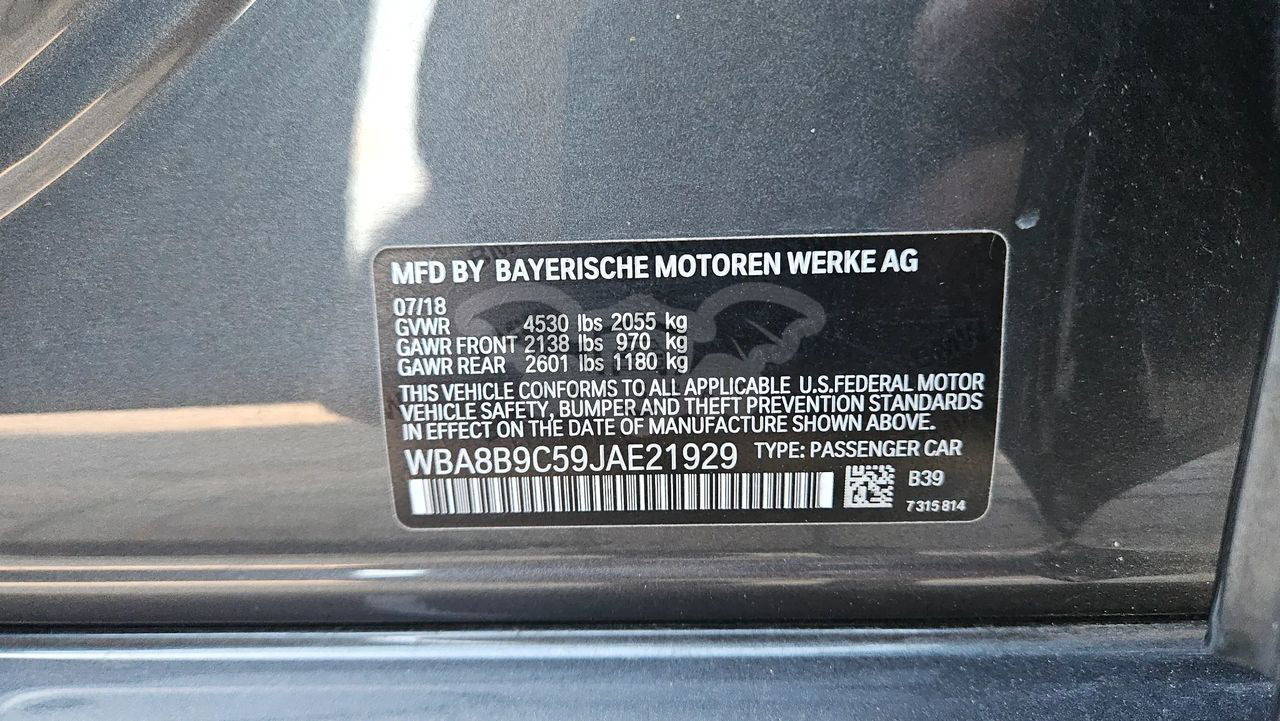 MFD BY BAYERISCHE MOTOREN WERKE AG
07/18
GVWR 4530 lbs 2055 kg
GAWR FRONT 2138 lbs 970 kg
GAWR REAR 2601 lbs 1180 kg
THIS VEHICLE CONFORMS TO ALL APPLICABLE U.S.FEDERAL MOTOR
VEHICLE SAFETY, BUMPER AND THEFT PREVENTION STANDARDS
IN EFFECT ON THE DATE OF MANUFACTURE SHOWN ABOVE.
WBA8B9C59JAE21929 TYPE: PASSENGER CAR
B39
7315814